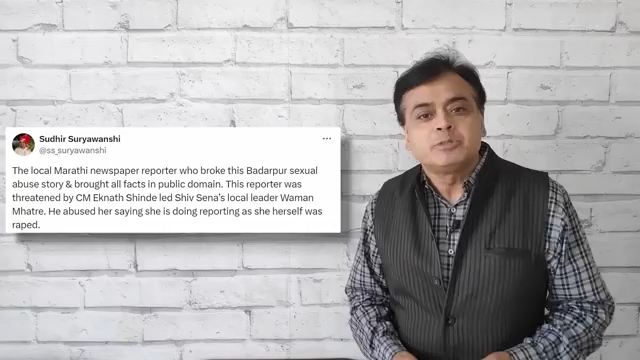 Sudhir Suryawanshi
@ss_suryawanshi
The local Marathi newspaper reporter who broke this Badarpur sexual
abuse story & brought all facts in public domain. This reporter was
threatened by CM Eknath Shinde led Shiv Sena's local leader Waman
Mhatre. He abused her saying she is doing reporting as she herself was
raped.